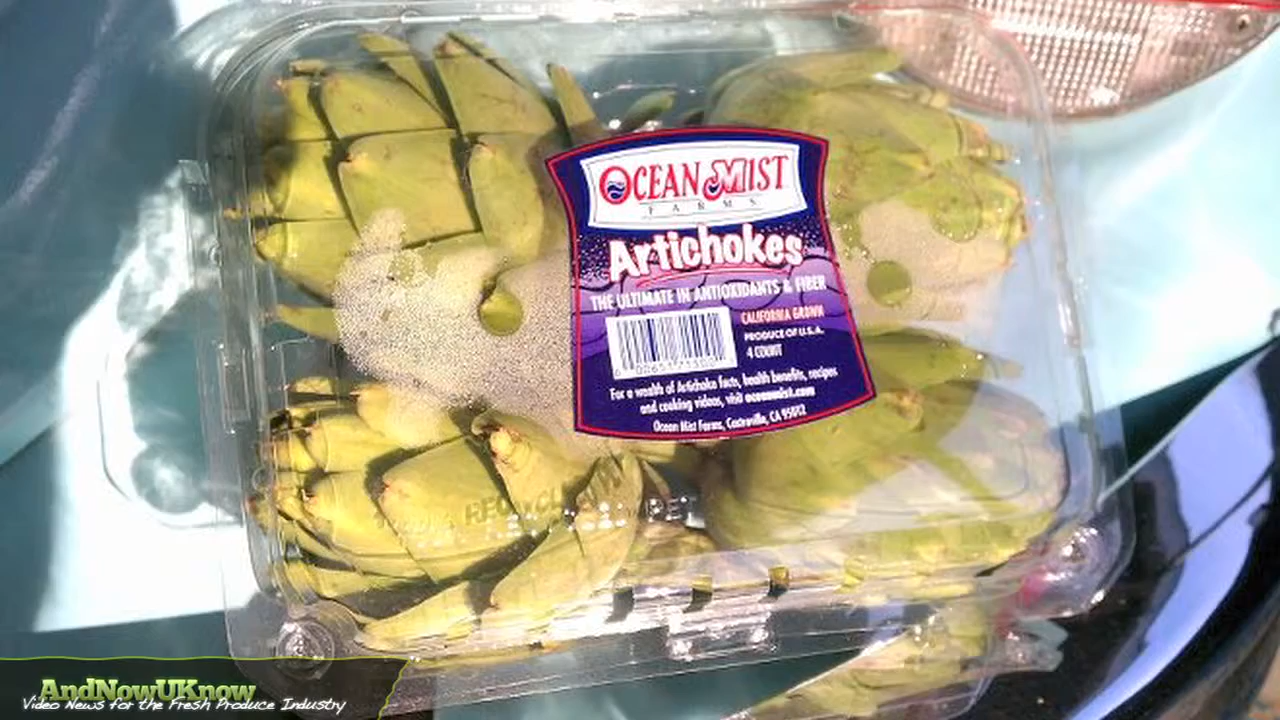 OCEAN MIST
FARMS
Artichokes
THE ULTIMATE IN ANTIOXIDANTS & FIBER
CALIFORNIA GROWN
PRODUCE OF U.S.A.
4 COUNT
For a wealth of Artichoke facts, health benefits, recipes
and cooking videos, visit oceanmist.com
Ocean Mist Farms, Castroville, CA 95012
AndNowUKnow
Video News for the Fresh Produce Industry